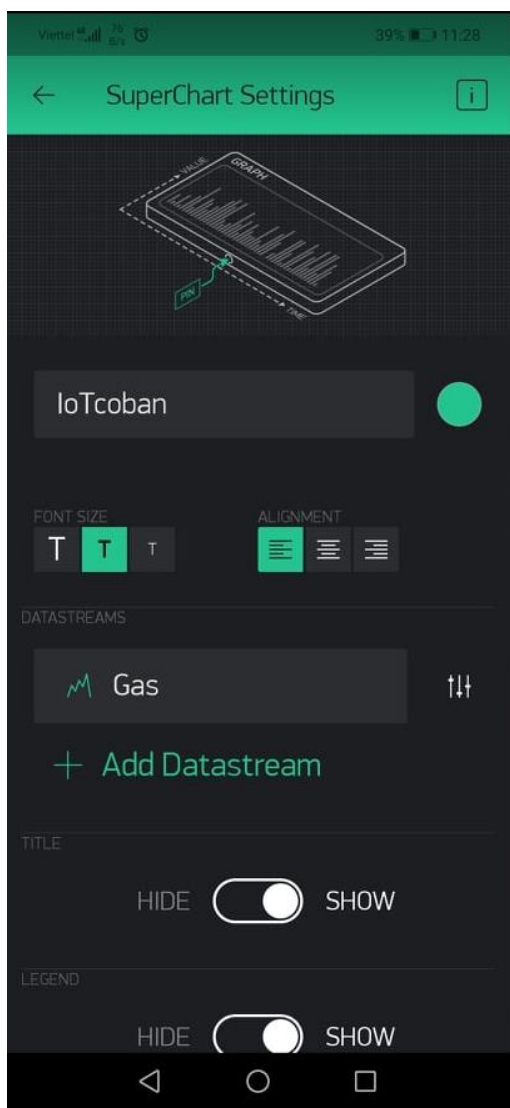 Viettel 76 B/s 39% 11:28
SuperChart Settings
i
VALUE
GRAPH
PIN
TIME
IoTcoban
FONT SIZE ALIGNMENT
T T T
DATASTREAMS
Gas
+ Add Datastream
TITLE
HIDE SHOW
LEGEND
HIDE SHOW